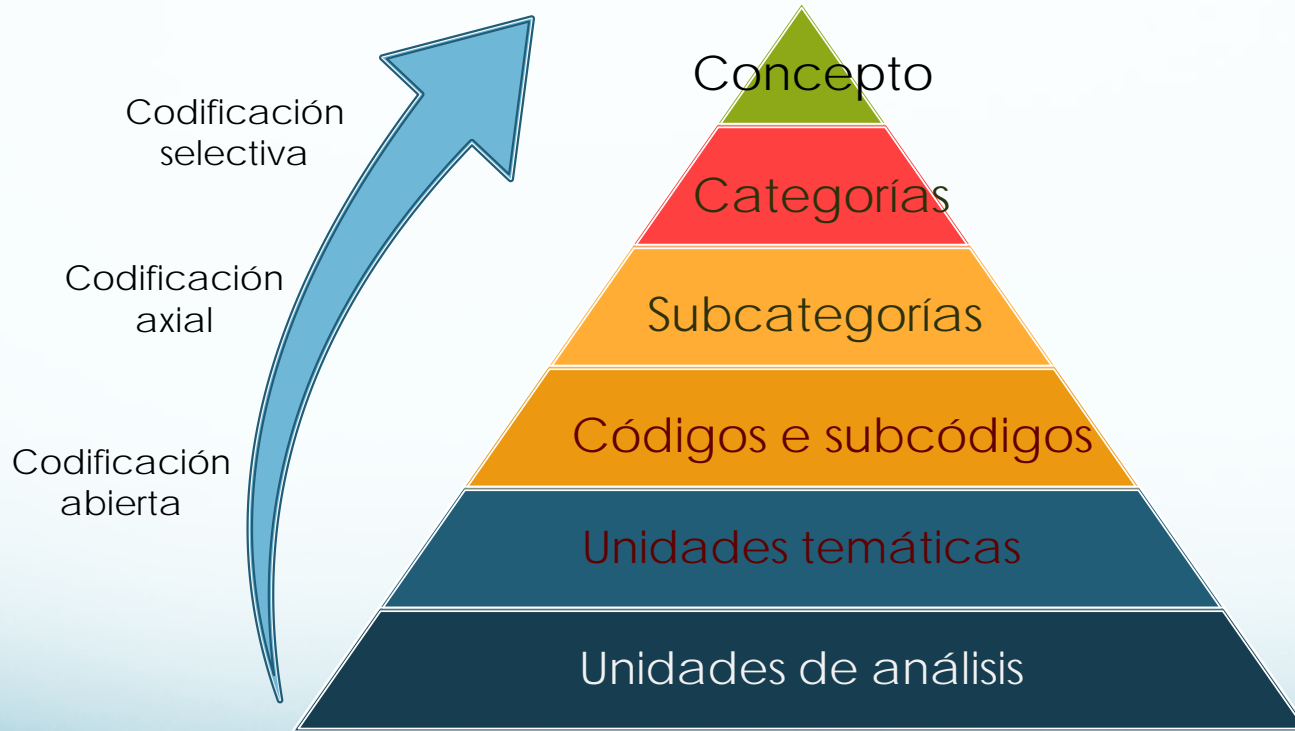 Concepto
Codificación
selectiva
Categorías
Codificación
axial
Subcategorías
Códigos e subcódigos
Codificación
abierta
Unidades temáticas
Unidades de análisis